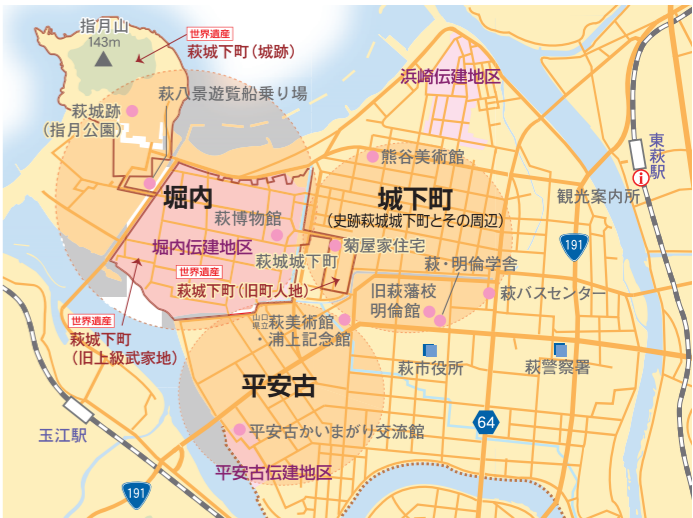 指月山
143m
世界遺産
萩城下町(城跡)
浜崎伝建地区
萩八景遊覧船乗り場
萩城跡
(指月公園)
東萩駅
熊谷美術館
堀内
城下町
(史跡萩城城下町とその周辺)
観光案内所
i
萩博物館
堀内伝建地区
菊屋家住宅
萩城城下町
191
世界遺産
萩城下町(旧町人地)
萩・明倫学舎
旧萩藩校
明倫館
萩バスセンター
世界遺産
萩城下町
(旧上級武家地)
山口
県立
萩美術館
・浦上記念館
萩市役所
萩警察署
平安古
玉江駅
平安古かいまがり交流館
64
平安古伝建地区
191